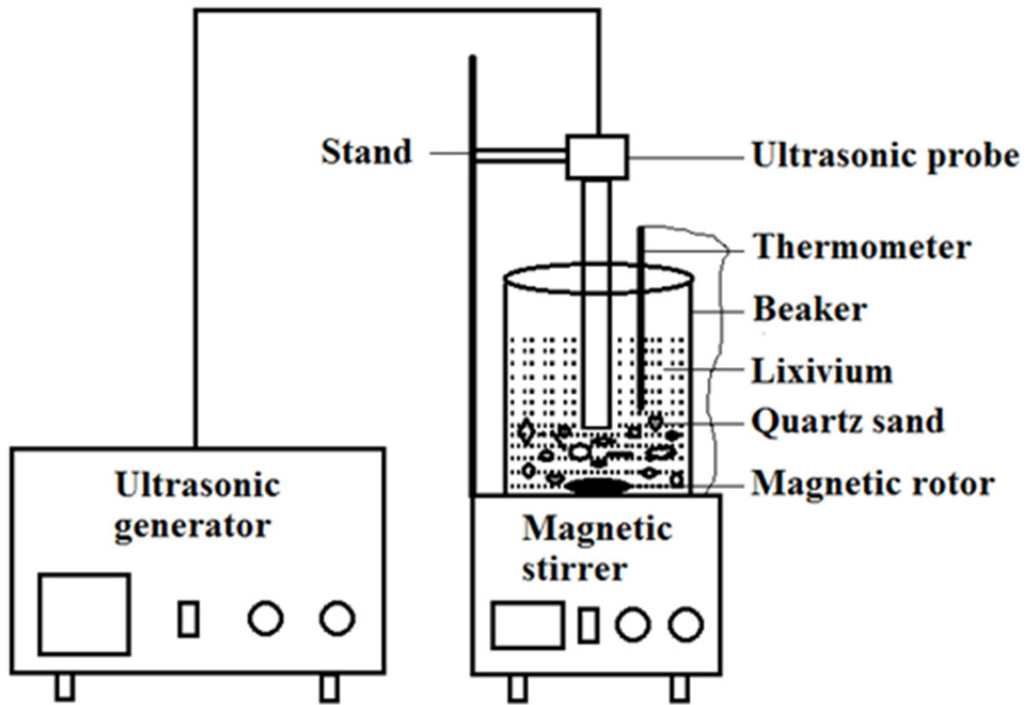 Stand
Ultrasonic probe
Thermometer
Beaker
Lixivium
Quartz sand
Magnetic rotor
Ultrasonic
generator
Magnetic
stirrer